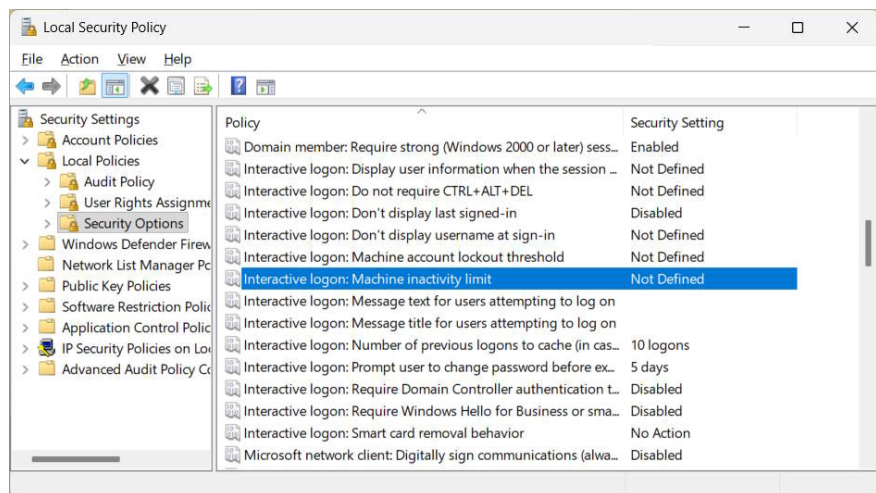 Local Security Policy
File Action View Help
Security Settings
Account Policies
Local Policies
Audit Policy
User Rights Assignme
Security Options
Windows Defender Firew
Network List Manager Po
Public Key Policies
Software Restriction Polic
Application Control Polic
IP Security Policies on Loc
Advanced Audit Policy Co
Policy Security Setting
Domain member: Require strong (Windows 2000 or later) sess... Enabled
Interactive logon: Display user information when the session ... Not Defined
Interactive logon: Do not require CTRL+ALT+DEL Not Defined
Interactive logon: Don't display last signed-in Disabled
Interactive logon: Don't display username at sign-in Not Defined
Interactive logon: Machine account lockout threshold Not Defined
Interactive logon: Machine inactivity limit Not Defined
Interactive logon: Message text for users attempting to log on
Interactive logon: Message title for users attempting to log on
Interactive logon: Number of previous logons to cache (in cas... 10 logons
Interactive logon: Prompt user to change password before ex... 5 days
Interactive logon: Require Domain Controller authentication t... Disabled
Interactive logon: Require Windows Hello for Business or sma... Disabled
Interactive logon: Smart card removal behavior No Action
Microsoft network client: Digitally sign communications (alwa... Disabled